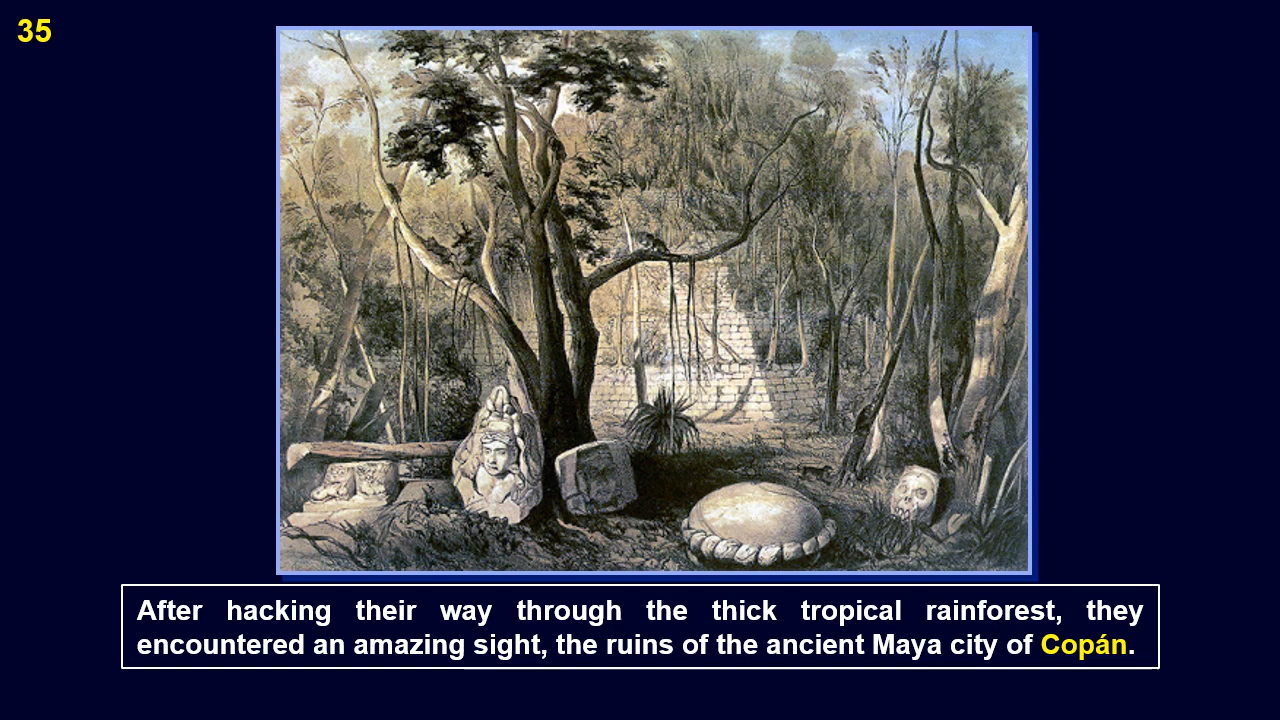 35
After hacking their way through the thick tropical rainforest, they
encountered an amazing sight, the ruins of the ancient Maya city of Copán.